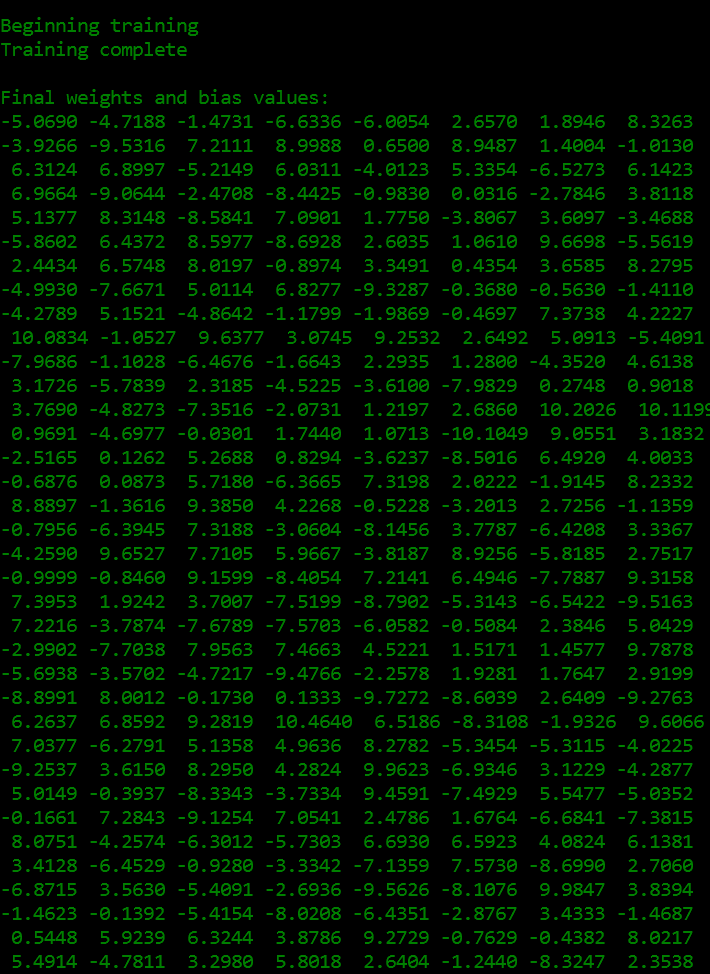 Beginning training
Training complete
Final weights and bias values:
-5.0690 -4.7188 -1.4731 -6.6336 -6.0054 2.6570 1.8946 8.3263
-3.9266 -9.5316 7.2111 8.9988 0.6500 8.9487 1.4004 -1.0130
6.3124 6.8997 -5.2149 6.0311 -4.0123 5.3354 -6.5273 6.1423
6.9664 -9.0644 -2.4708 -8.4425 -0.9830 0.0316 -2.7846 3.8118
5.1377 8.3148 -8.5841 7.0901 1.7750 -3.8067 3.6097 -3.4688
-5.8602 6.4372 8.5977 -8.6928 2.6035 1.0610 9.6698 -5.5619
2.4434 6.5748 8.0197 -0.8974 3.3491 0.4354 3.6585 8.2795
-4.9930 -7.6671 5.0114 6.8277 -9.3287 -0.3680 -0.5630 -1.4110
-4.2789 5.1521 -4.8642 -1.1799 -1.9869 -0.4697 7.3738 4.2227
10.0834 -1.0527 9.6377 3.0745 9.2532 2.6492 5.0913 -5.4091
-7.9686 -1.1028 -6.4676 -1.6643 2.2935 1.2800 -4.3520 4.6138
3.1726 -5.7839 2.3185 -4.5225 -3.6100 -7.9829 0.2748 0.9018
3.7690 -4.8273 -7.3516 -2.0731 1.2197 2.6860 10.2026 10.1199
0.9691 -4.6977 -0.0301 1.7440 1.0713 -10.1049 9.0551 3.1832
-2.5165 0.1262 5.2688 0.8294 -3.6237 -8.5016 6.4920 4.0033
-0.6876 0.0873 5.7180 -6.3665 7.3198 2.0222 -1.9145 8.2332
8.8897 -1.3616 9.3850 4.2268 -0.5228 -3.2013 2.7256 -1.1359
-0.7956 -6.3945 7.3188 -3.0604 -8.1456 3.7787 -6.4208 3.3367
-4.2590 9.6527 7.7105 5.9667 -3.8187 8.9256 -5.8185 2.7517
-0.9999 -0.8460 9.1599 -8.4054 7.2141 6.4946 -7.7887 9.3158
7.3953 1.9242 3.7007 -7.5199 -8.7902 -5.3143 -6.5422 -9.5163
7.2216 -3.7874 -7.6789 -7.5703 -6.0582 -0.5084 2.3846 5.0429
-2.9902 -7.7038 7.9563 7.4663 4.5221 1.5171 1.4577 9.7878
-5.6938 -3.5702 -4.7217 -9.4766 -2.2578 1.9281 1.7647 2.9199
-8.8991 8.0012 -0.1730 0.1333 -9.7272 -8.6039 2.6409 -9.2763
6.2637 6.8592 9.2819 10.4640 6.5186 -8.3108 -1.9326 9.6066
7.0377 -6.2791 5.1358 4.9636 8.2782 -5.3454 -5.3115 -4.0225
-9.2537 3.6150 8.2950 4.2824 9.9623 -6.9346 3.1229 -4.2877
5.0149 -0.3937 -8.3343 -3.7334 9.4591 -7.4929 5.5477 -5.0352
-0.1661 7.2843 -9.1254 7.0541 2.4786 1.6764 -6.6841 -7.3815
8.0751 -4.2574 -6.3012 -5.7303 6.6930 6.5923 4.0824 6.1381
3.4128 -6.4529 -0.9280 -3.3342 -7.1359 7.5730 -8.6990 2.7060
-6.8715 3.5630 -5.4091 -2.6936 -9.5626 -8.1076 9.9847 3.8394
-1.4623 -0.1392 -5.4154 -8.0208 -6.4351 -2.8767 3.4333 -1.4687
0.5448 5.9239 6.3244 3.8786 9.2729 -0.7629 -0.4382 8.0217
5.4914 -4.7811 3.2980 5.8018 2.6404 -1.2440 -8.3247 2.3538